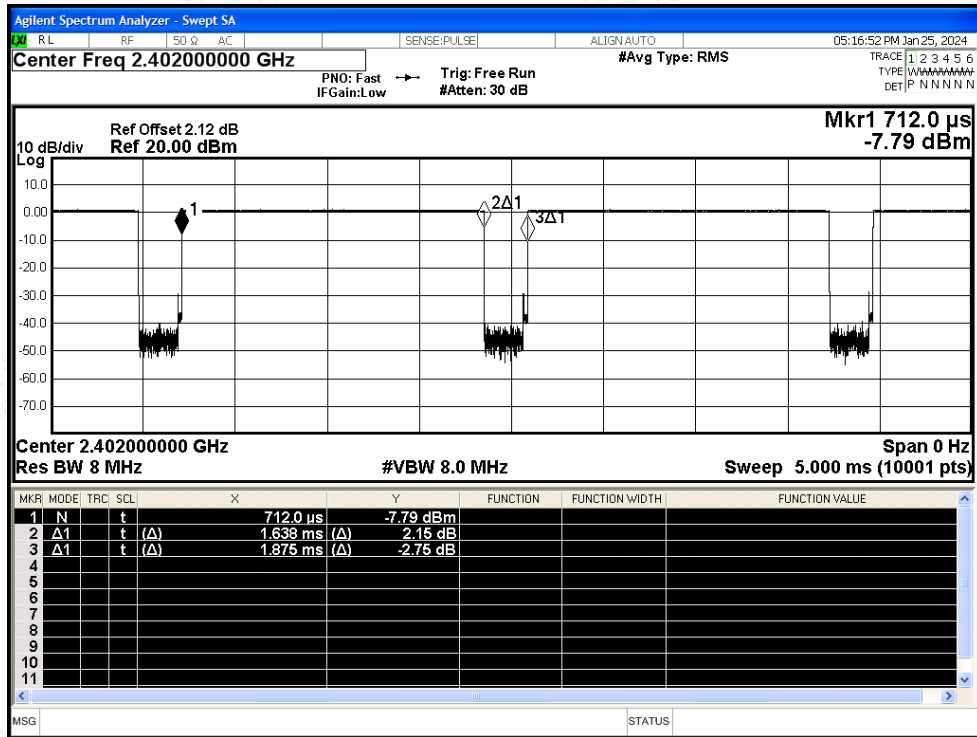 Agilent Spectrum Analyzer - Swept SA
LXI RL RF 50 Ω AC SENSE:PULSE ALIGN AUTO 05:16:52 PM Jan 25, 2024
Center Freq 2.402000000 GHz #Avg Type: RMS TRACE 1 2 3 4 5 6
PNO: Fast Trig: Free Run TYPE WWWWWW
IFGain:Low #Atten: 30 dB DET P N N N N N
Mkr1 712.0 µs
Ref Offset 2.12 dB
10 dB/div Ref 20.00 dBm -7.79 dBm
Log
10.0
0.00
-10.0
-20.0
-30.0
-40.0
-50.0
-60.0
-70.0
1
2Δ1
3Δ1
Center 2.402000000 GHz Span 0 Hz
Res BW 8 MHz #VBW 8.0 MHz Sweep 5.000 ms (10001 pts)
MKR MODE TRC SCL X Y FUNCTION FUNCTION WIDTH FUNCTION VALUE
1 N t 712.0 µs -7.79 dBm
2 Δ1 t (Δ) 1.638 ms (Δ) 2.15 dB
3 Δ1 t (Δ) 1.875 ms (Δ) -2.75 dB
4
5
6
7
8
9
10
11
MSG STATUS